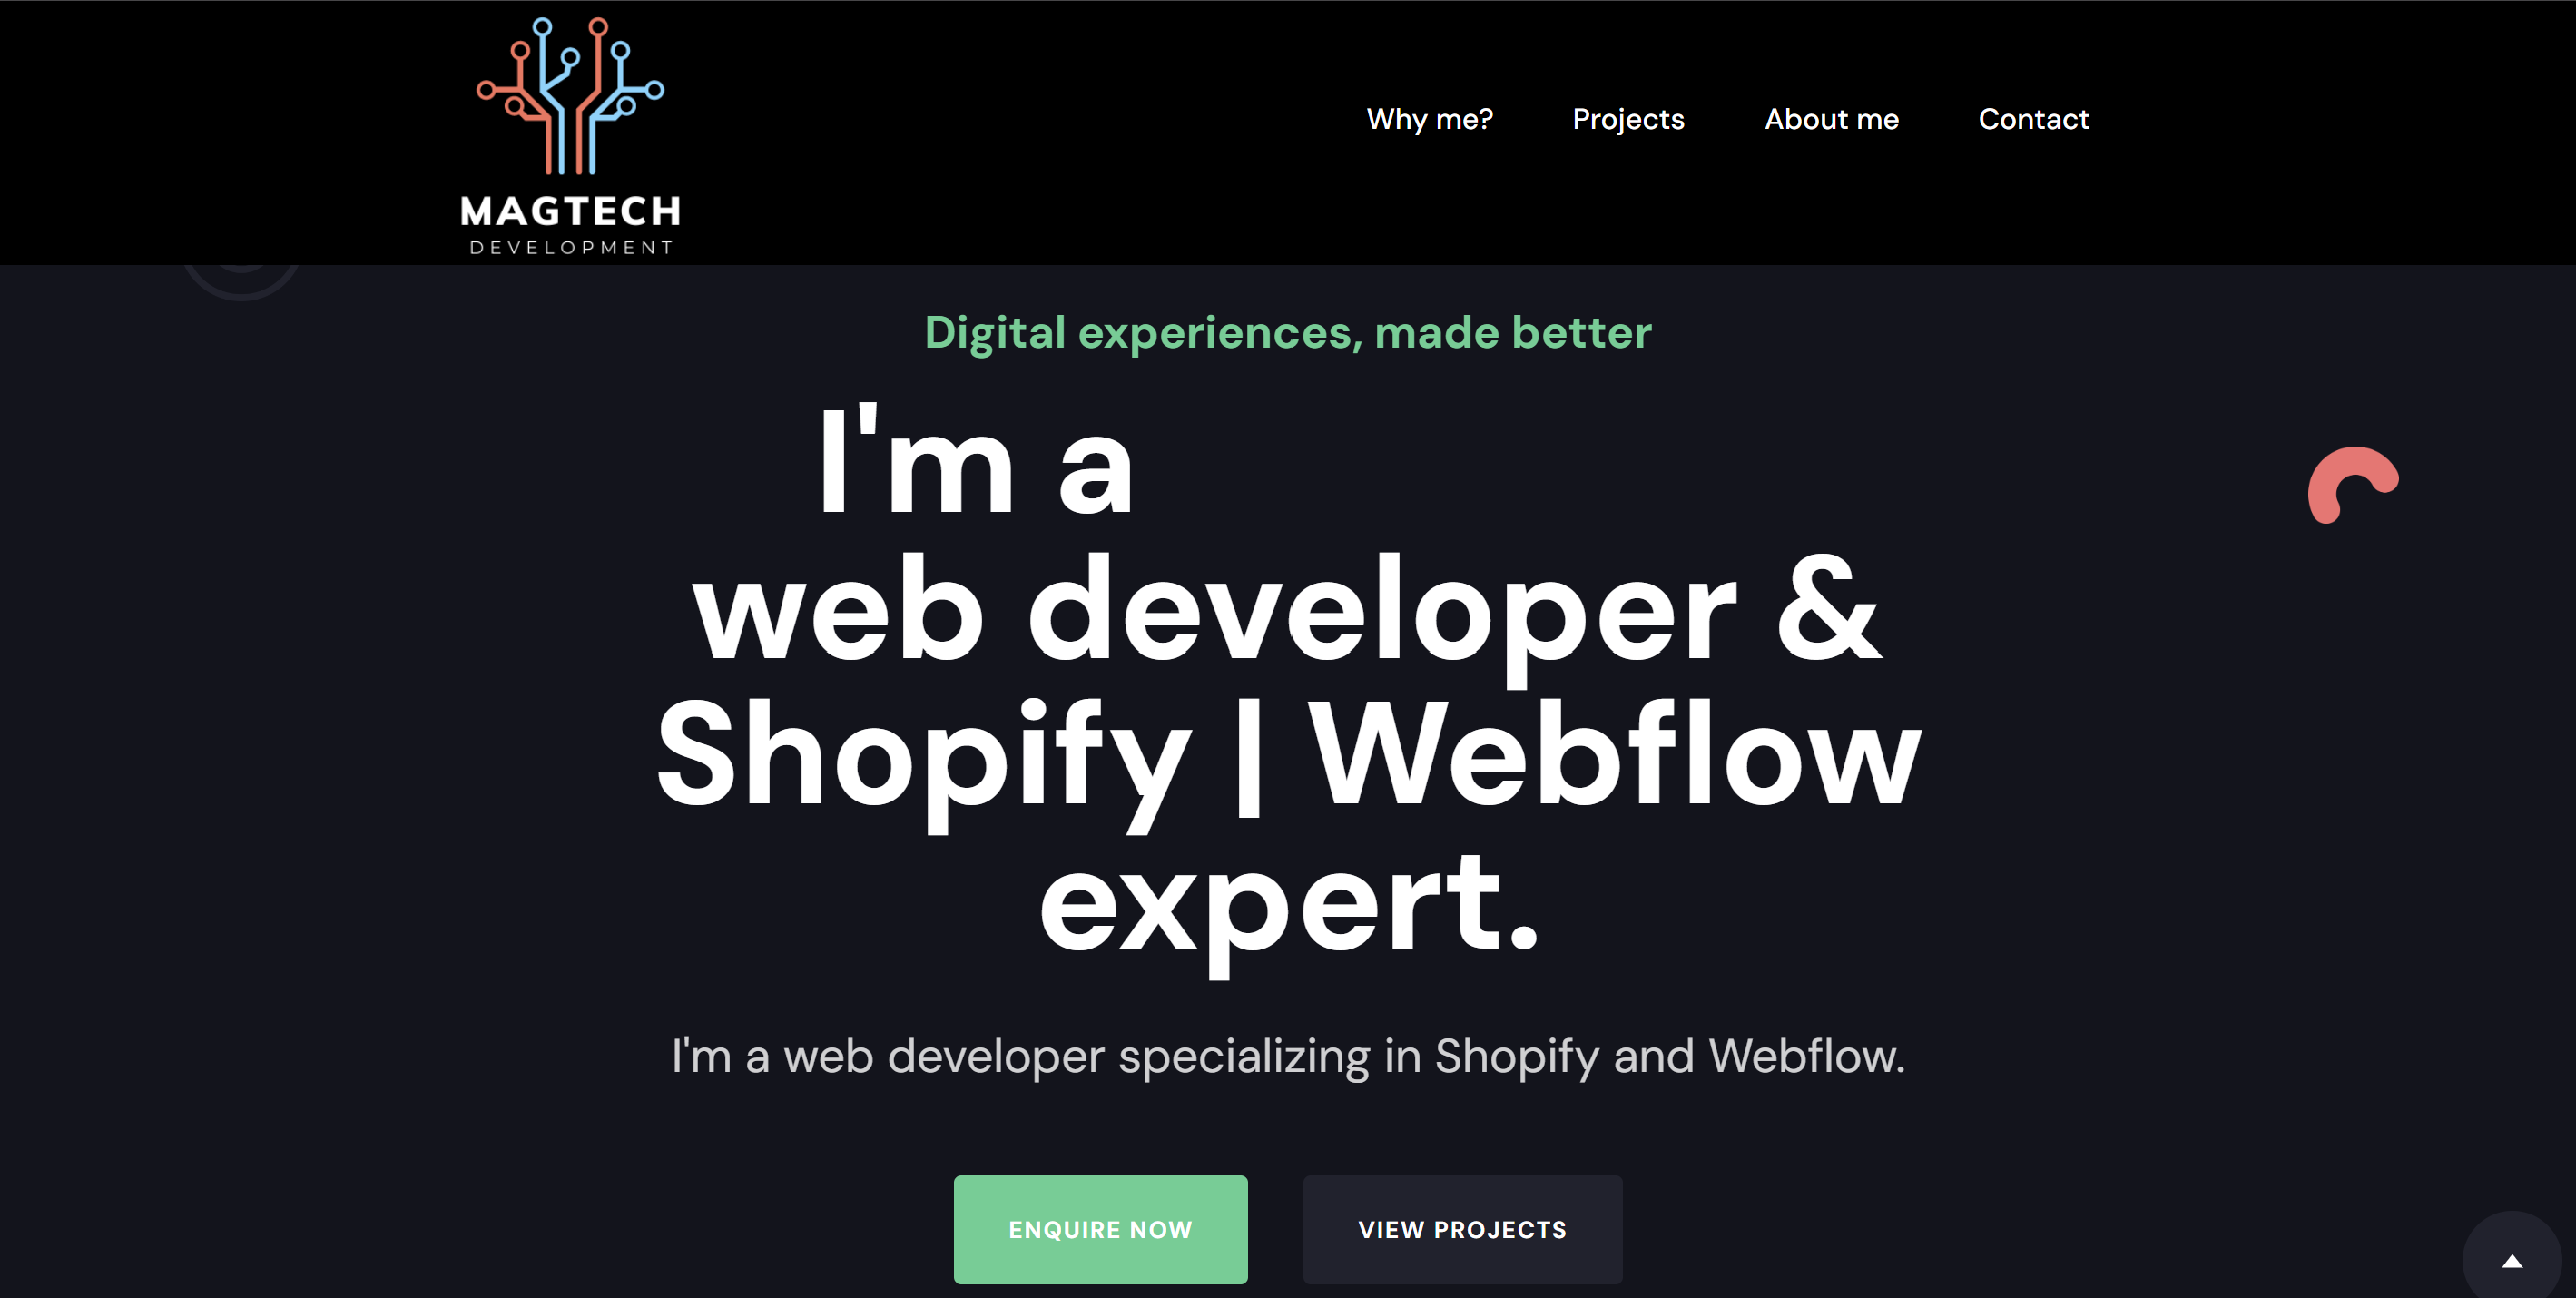 MAGTECH
DEVELOPMENT
Why me? Projects About me Contact
Digital experiences, made better
I'm a
web developer &
Shopify | Webflow
expert.
I'm a web developer specializing in Shopify and Webflow.
ENQUIRE NOW VIEW PROJECTS